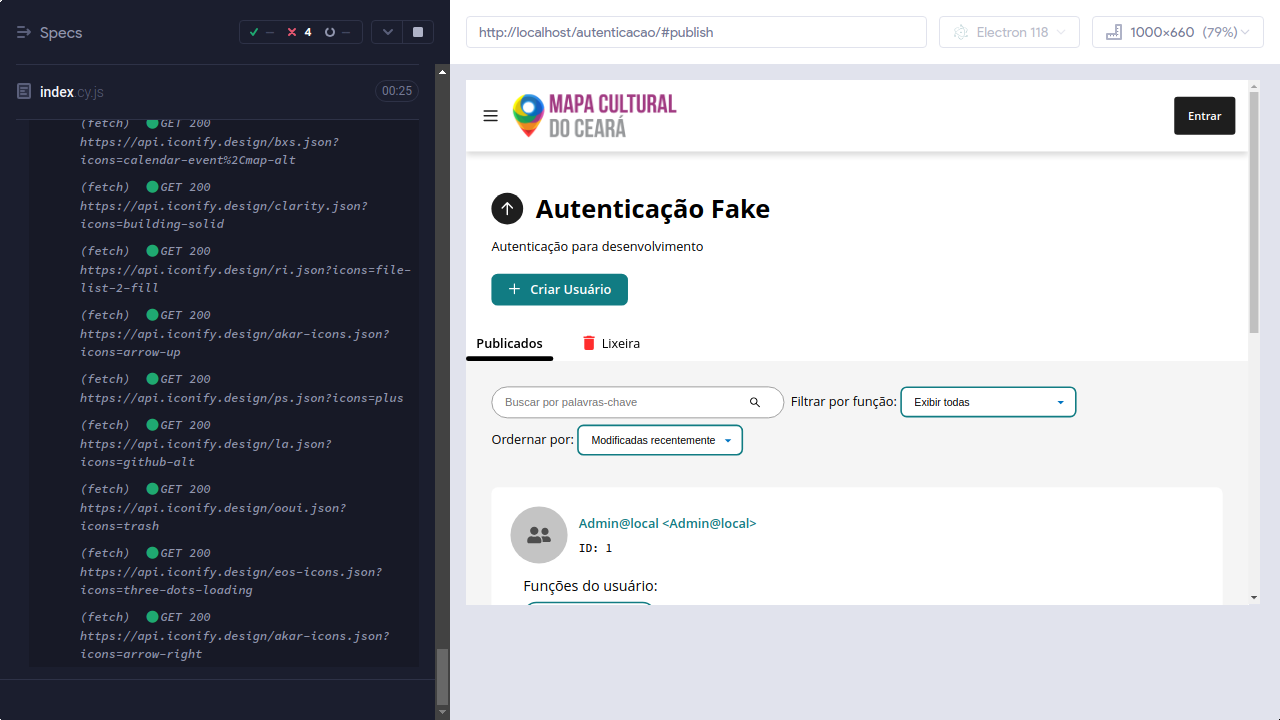 Specs
--
4
--
index.cy.js
00:25
(fetch) GET 200
https://api.iconify.design/bxs.json?
icons=calendar-event%2Cmap-alt
(fetch) GET 200
https://api.iconify.design/clarity.json?
icons=building-solid
(fetch) GET 200
https://api.iconify.design/ri.json?icons=file-
list-2-fill
(fetch) GET 200
https://api.iconify.design/akar-icons.json?
icons=arrow-up
(fetch) GET 200
https://api.iconify.design/ps.json?icons=plus
(fetch) GET 200
https://api.iconify.design/la.json?
icons=github-alt
(fetch) GET 200
https://api.iconify.design/ooui.json?
icons=trash
(fetch) GET 200
https://api.iconify.design/eos-icons.json?
icons=three-dots-loading
(fetch) GET 200
https://api.iconify.design/akar-icons.json?
icons=arrow-right
http://localhost/autenticacao/#publish
Electron 118
1000×660 (79%)
MAPA CULTURAL
DO CEARÁ
Entrar
Autenticação Fake
Autenticação para desenvolvimento
Criar Usuário
Publicados
Lixeira
Buscar por palavras-chave
Filtrar por função:
Exibir todas
Ordernar por:
Modificadas recentemente
Admin@local <Admin@local>
ID: 1
Funções do usuário: